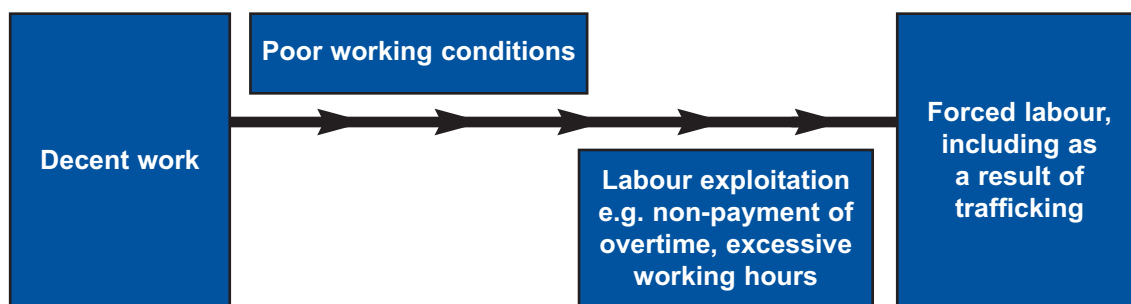 Decent work
Poor working conditions
Labour exploitation
e.g. non-payment of
overtime, excessive
working hours
Forced labour,
including as
a result of
trafficking